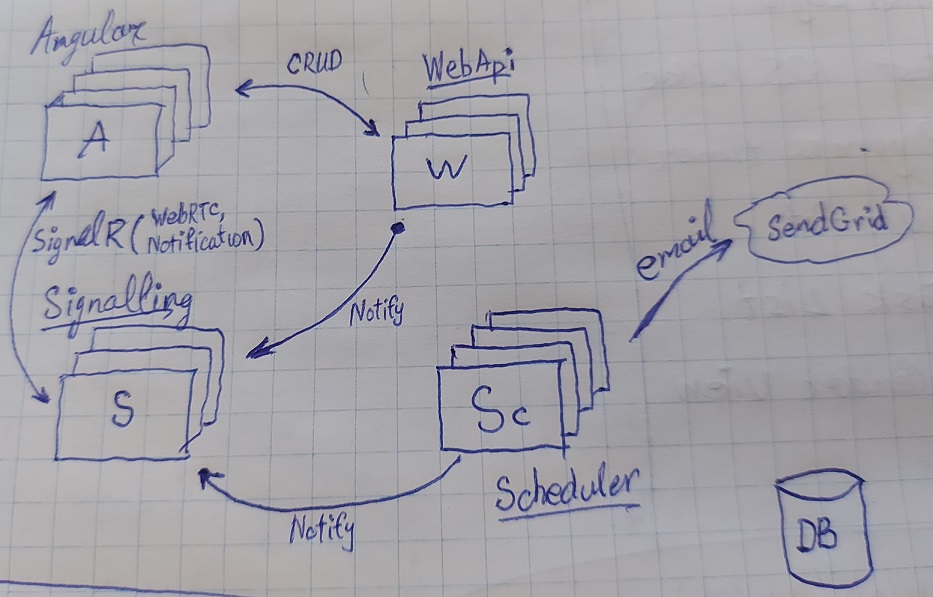 Angular
A
CRUD
WebApi
W
SignalR (WebRTC,
Notification)
Signalling
S
Notify
email
SendGrid
Sc
Scheduler
Notify
DB